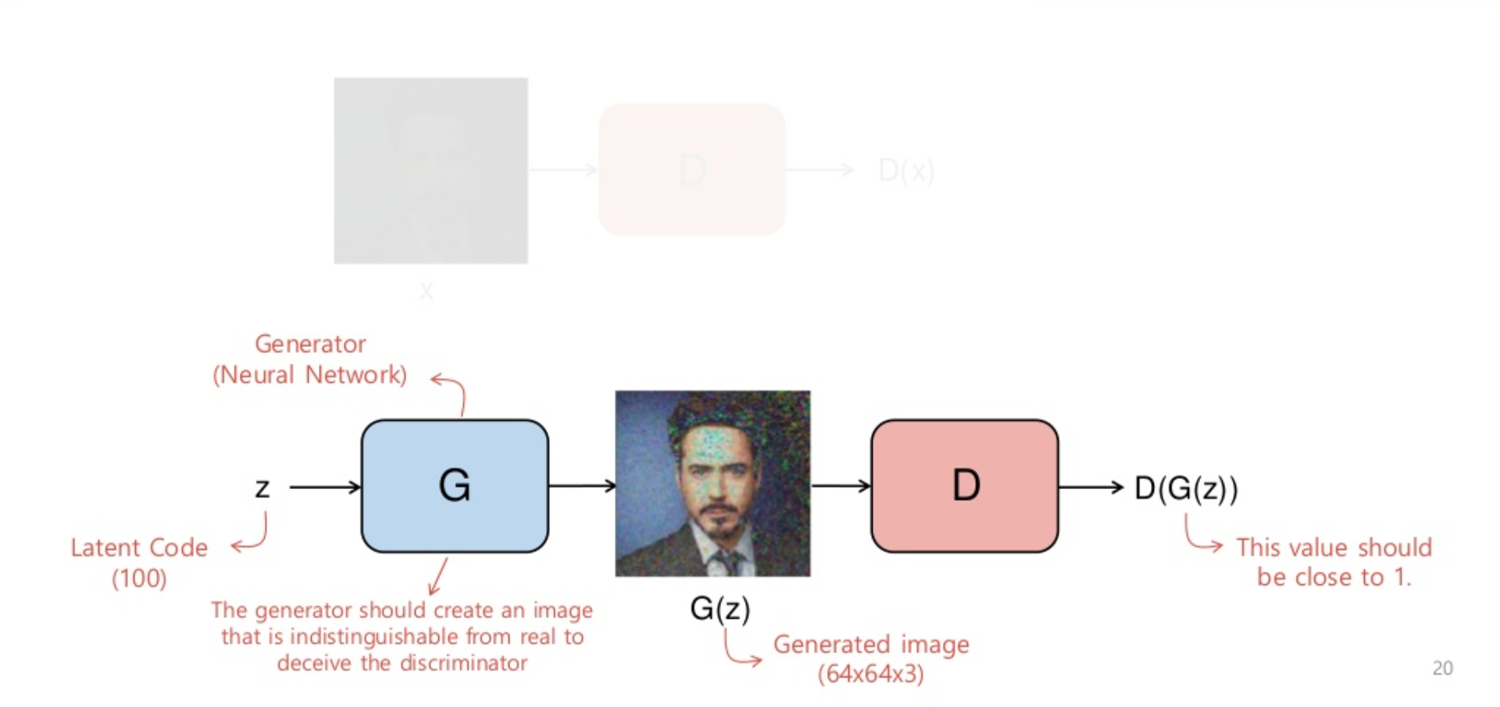 D
D(x)
x
Generator
(Neural Network)
z
G
D
D(G(z))
Latent Code
(100)
The generator should create an image
that is indistinguishable from real to
deceive the discriminator
G(z)
Generated image
(64x64x3)
This value should
be close to 1.
20